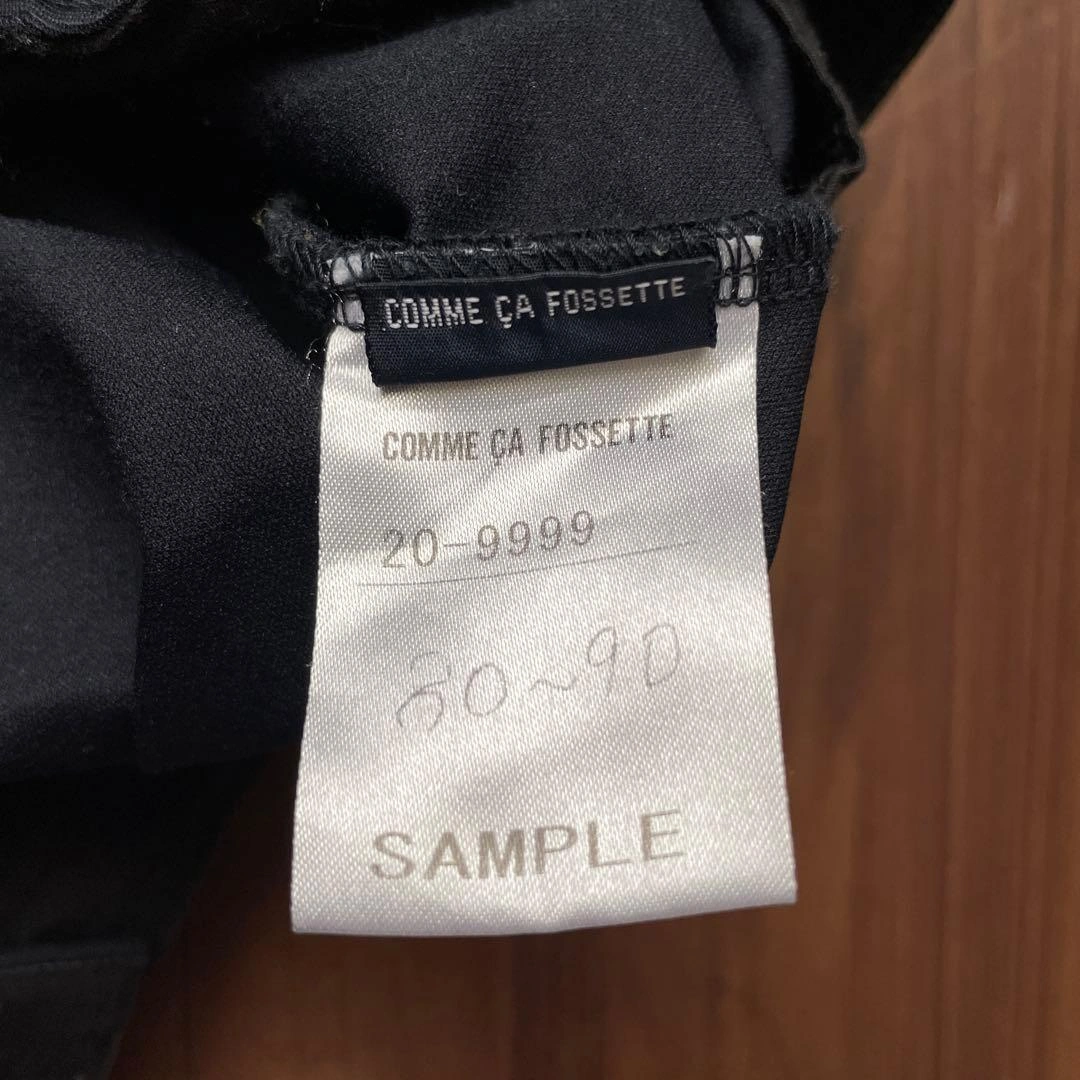 COMME ÇA FOSSETTE
COMME ÇA FOSSETTE
20-9999
80~90
SAMPLE